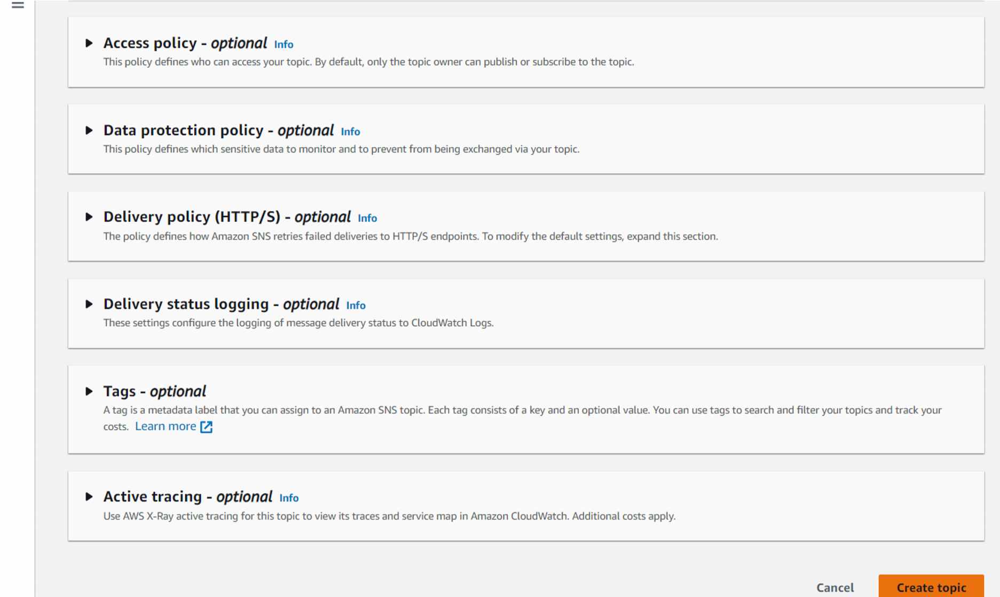 Access policy - optional Info
This policy defines who can access your topic. By default, only the topic owner can publish or subscribe to the topic.
Data protection policy - optional Info
This policy defines which sensitive data to monitor and to prevent from being exchanged via your topic.
Delivery policy (HTTP/S) - optional Info
The policy defines how Amazon SNS retries failed deliveries to HTTP/S endpoints. To modify the default settings, expand this section.
Delivery status logging - optional Info
These settings configure the logging of message delivery status to CloudWatch Logs.
Tags - optional
A tag is a metadata label that you can assign to an Amazon SNS topic. Each tag consists of a key and an optional value. You can use tags to search and filter your topics and track your
costs. Learn more
Active tracing - optional Info
Use AWS X-Ray active tracing for this topic to view its traces and service map in Amazon CloudWatch. Additional costs apply.
Cancel Create topic